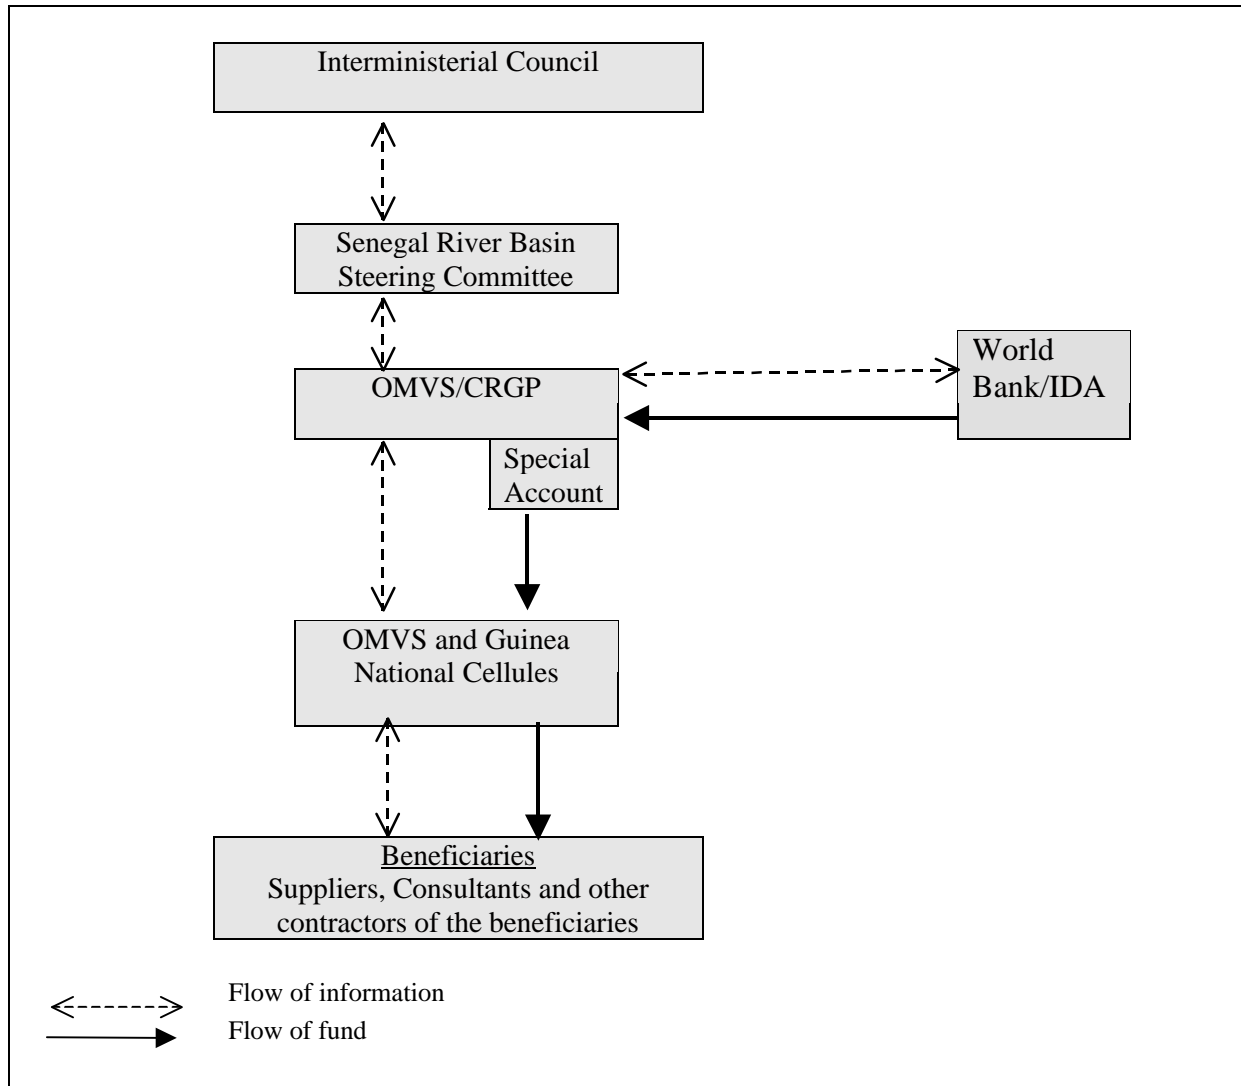 Interministerial Council
Senegal River Basin
Steering Committee
OMVS/CRGP
World
Bank/IDA
Special
Account
OMVS and Guinea
National Cellules
Beneficiaries
Suppliers, Consultants and other
contractors of the beneficiaries
Flow of information
Flow of fund